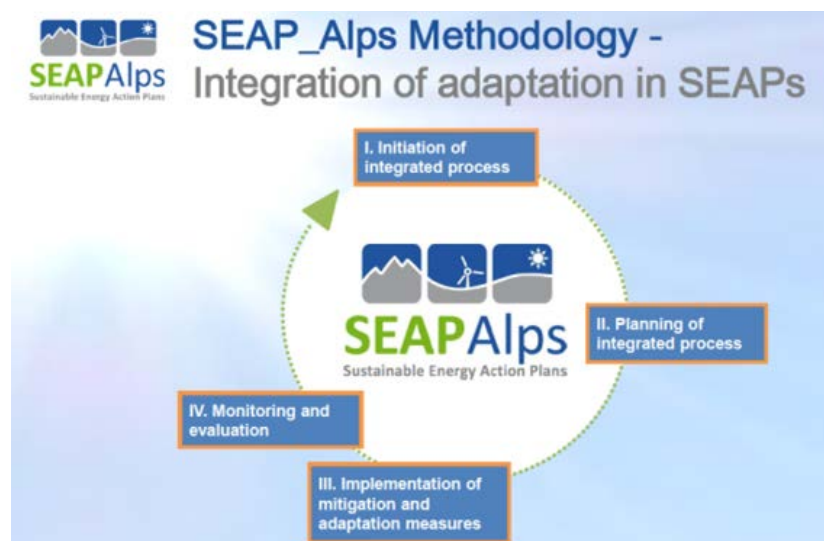 SEAP_Alps Methodology -
Integration of adaptation in SEAPs
SEAPAlps
Sustainable Energy Action Plans
I. Initiation of
integrated process
SEAPAlps
Sustainable Energy Action Plans
II. Planning of
integrated process
IV. Monitoring and
evaluation
III. Implementation of
mitigation and
adaptation measures